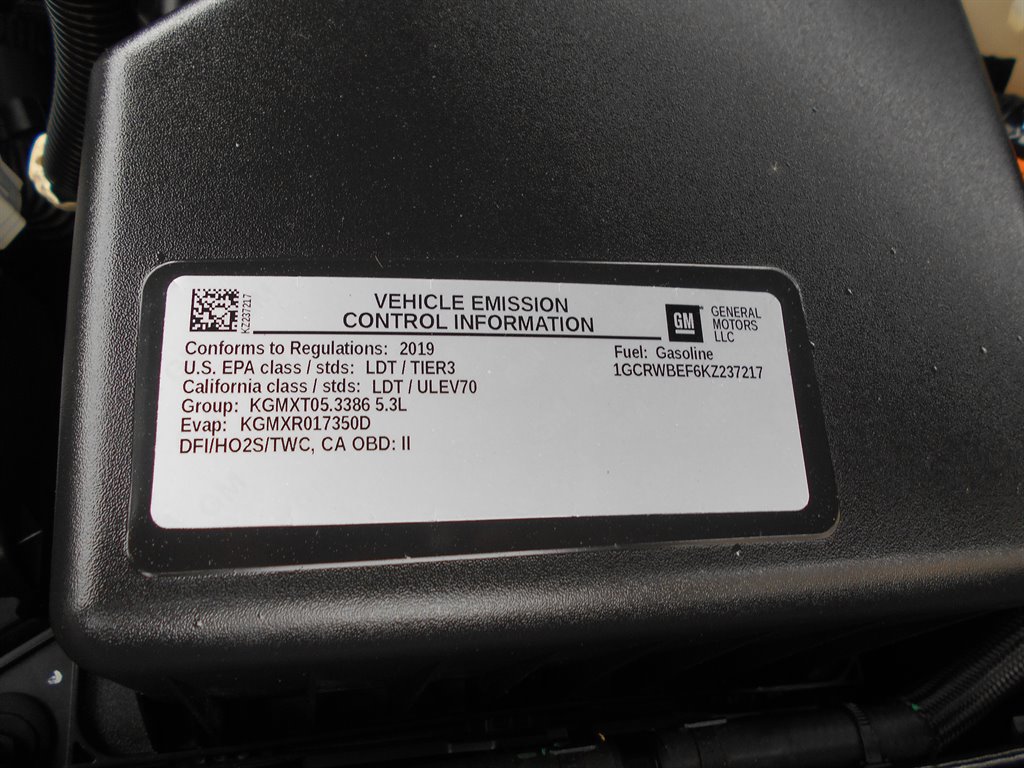 KZ237217
VEHICLE EMISSION
CONTROL INFORMATION
GM
GENERAL
MOTORS
LLC
Conforms to Regulations: 2019
U.S. EPA class / stds: LDT / TIER3
California class / stds: LDT / ULEV70
Group: KGMXT05.3386 5.3L
Evap: KGMXR017350D
DFI/HO2S/TWC, CA OBD: II
Fuel: Gasoline
1GCRWBEF6KZ237217